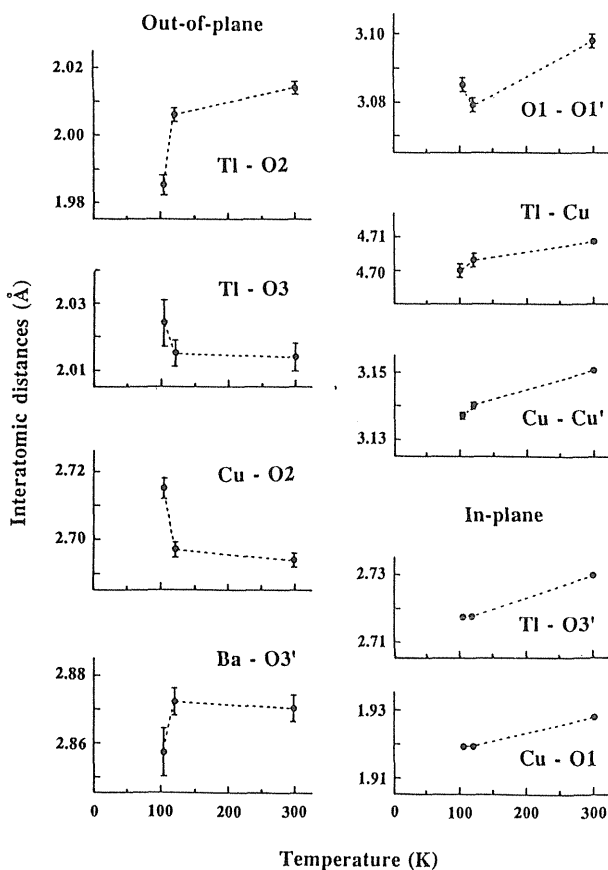 Out-of-plane
2.02
2.00
1.98
Tl - O2
2.03
2.01
Tl - O3
2.72
2.70
Cu - O2
2.88
2.86
Ba - O3'
0 100 200 300
3.10
3.08
O1 - O1'
4.71
4.70
Tl - Cu
3.15
3.13
Cu - Cu'
In-plane
2.73
2.71
Tl - O3'
1.93
1.91
Cu - O1
0 100 200 300
Interatomic distances (Å)
Temperature (K)